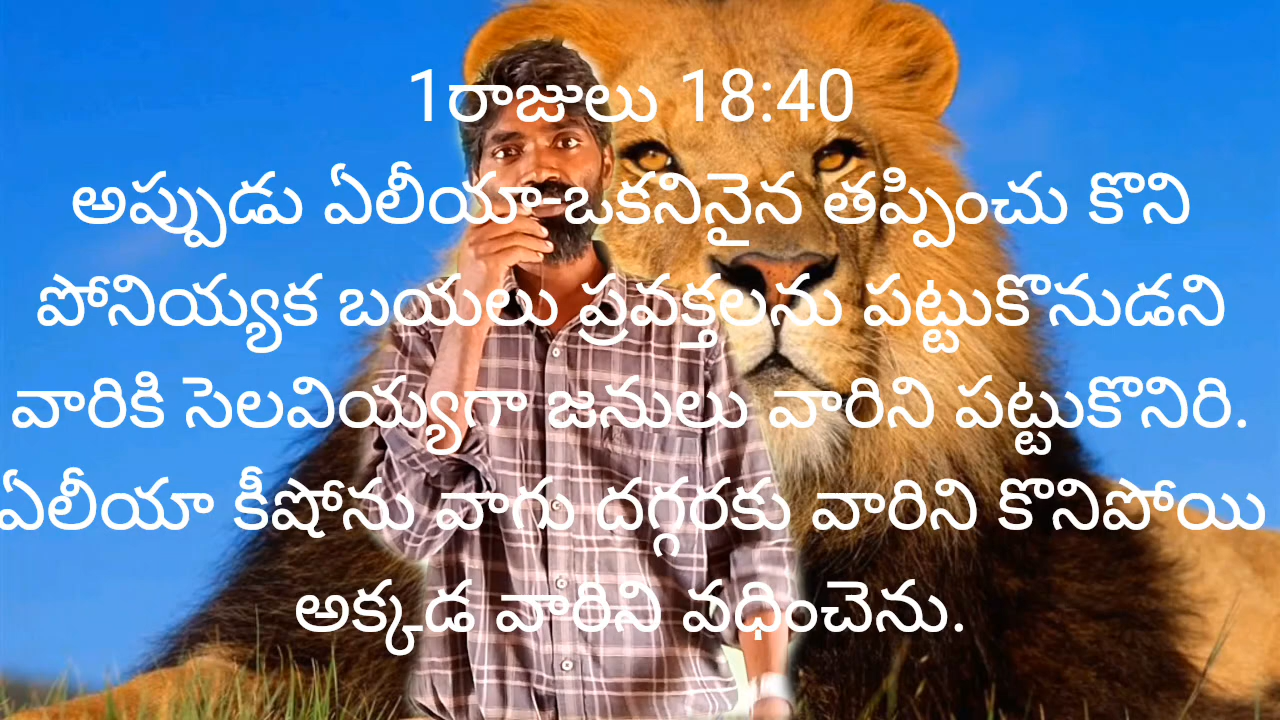 1రాజులు 18:40
అప్పుడు ఏలీయా-ఒకనినైన తప్పించు కొని
పోనియ్యక బయలు ప్రవక్తలను పట్టుకొనుడని
వారికి సెలవియ్యగా జనులు వారిని పట్టుకొనిరి.
ఏలీయా కీషోను వాగు దగ్గరకు వారిని కొనిపోయి
అక్కడ వారిని వధించెను.